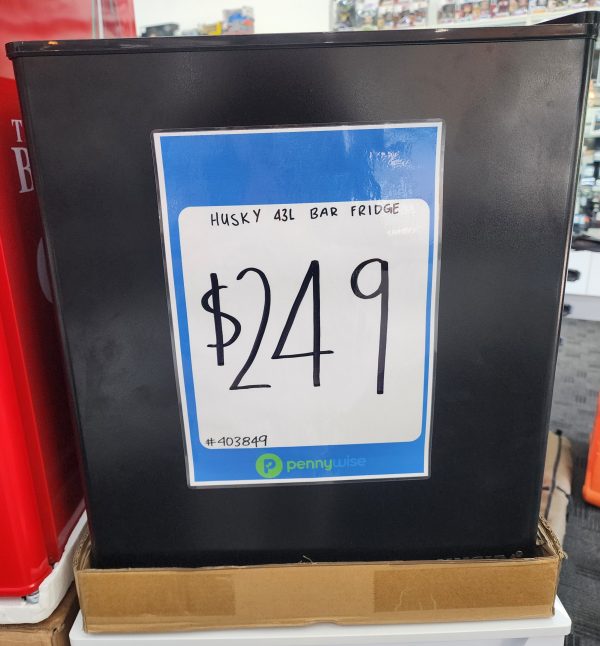 HUSKY 43L BAR FRIDGE
$249
#403849
pennywise